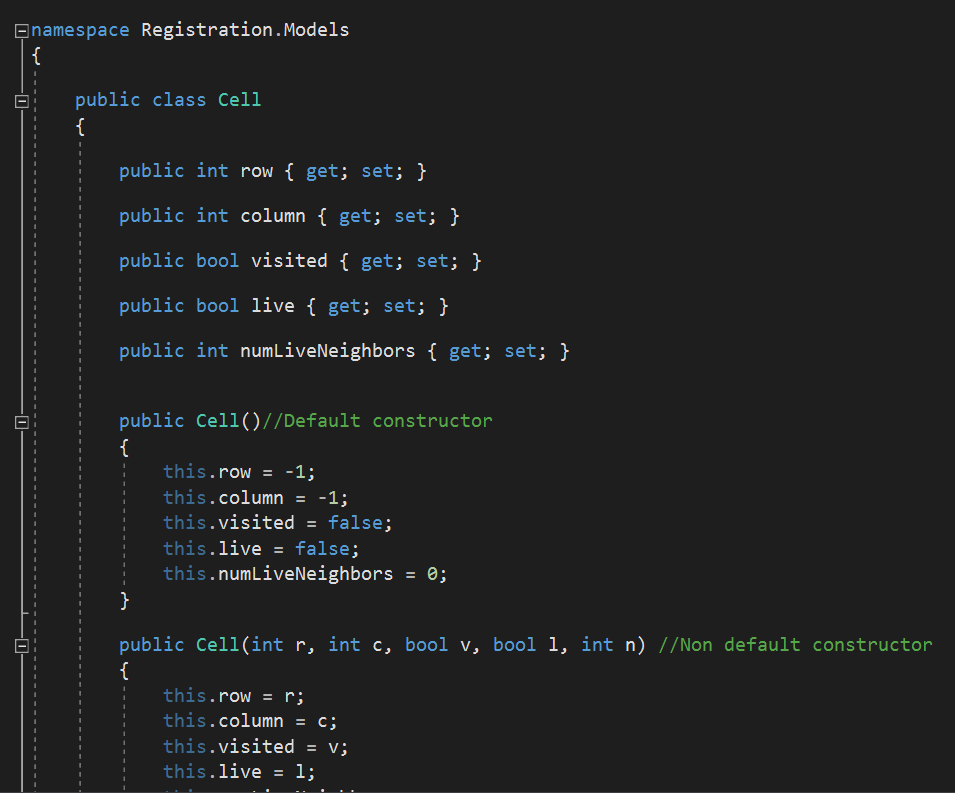 namespace Registration.Models
{
public class Cell
{
public int row { get; set; }
public int column { get; set; }
public bool visited { get; set; }
public bool live { get; set; }
public int numLiveNeighbors { get; set; }
public Cell()//Default constructor
{
this.row = -1;
this.column = -1;
this.visited = false;
this.live = false;
this.numLiveNeighbors = 0;
}
public Cell(int r, int c, bool v, bool l, int n) //Non default constructor
{
this.row = r;
this.column = c;
this.visited = v;
this.live = l;